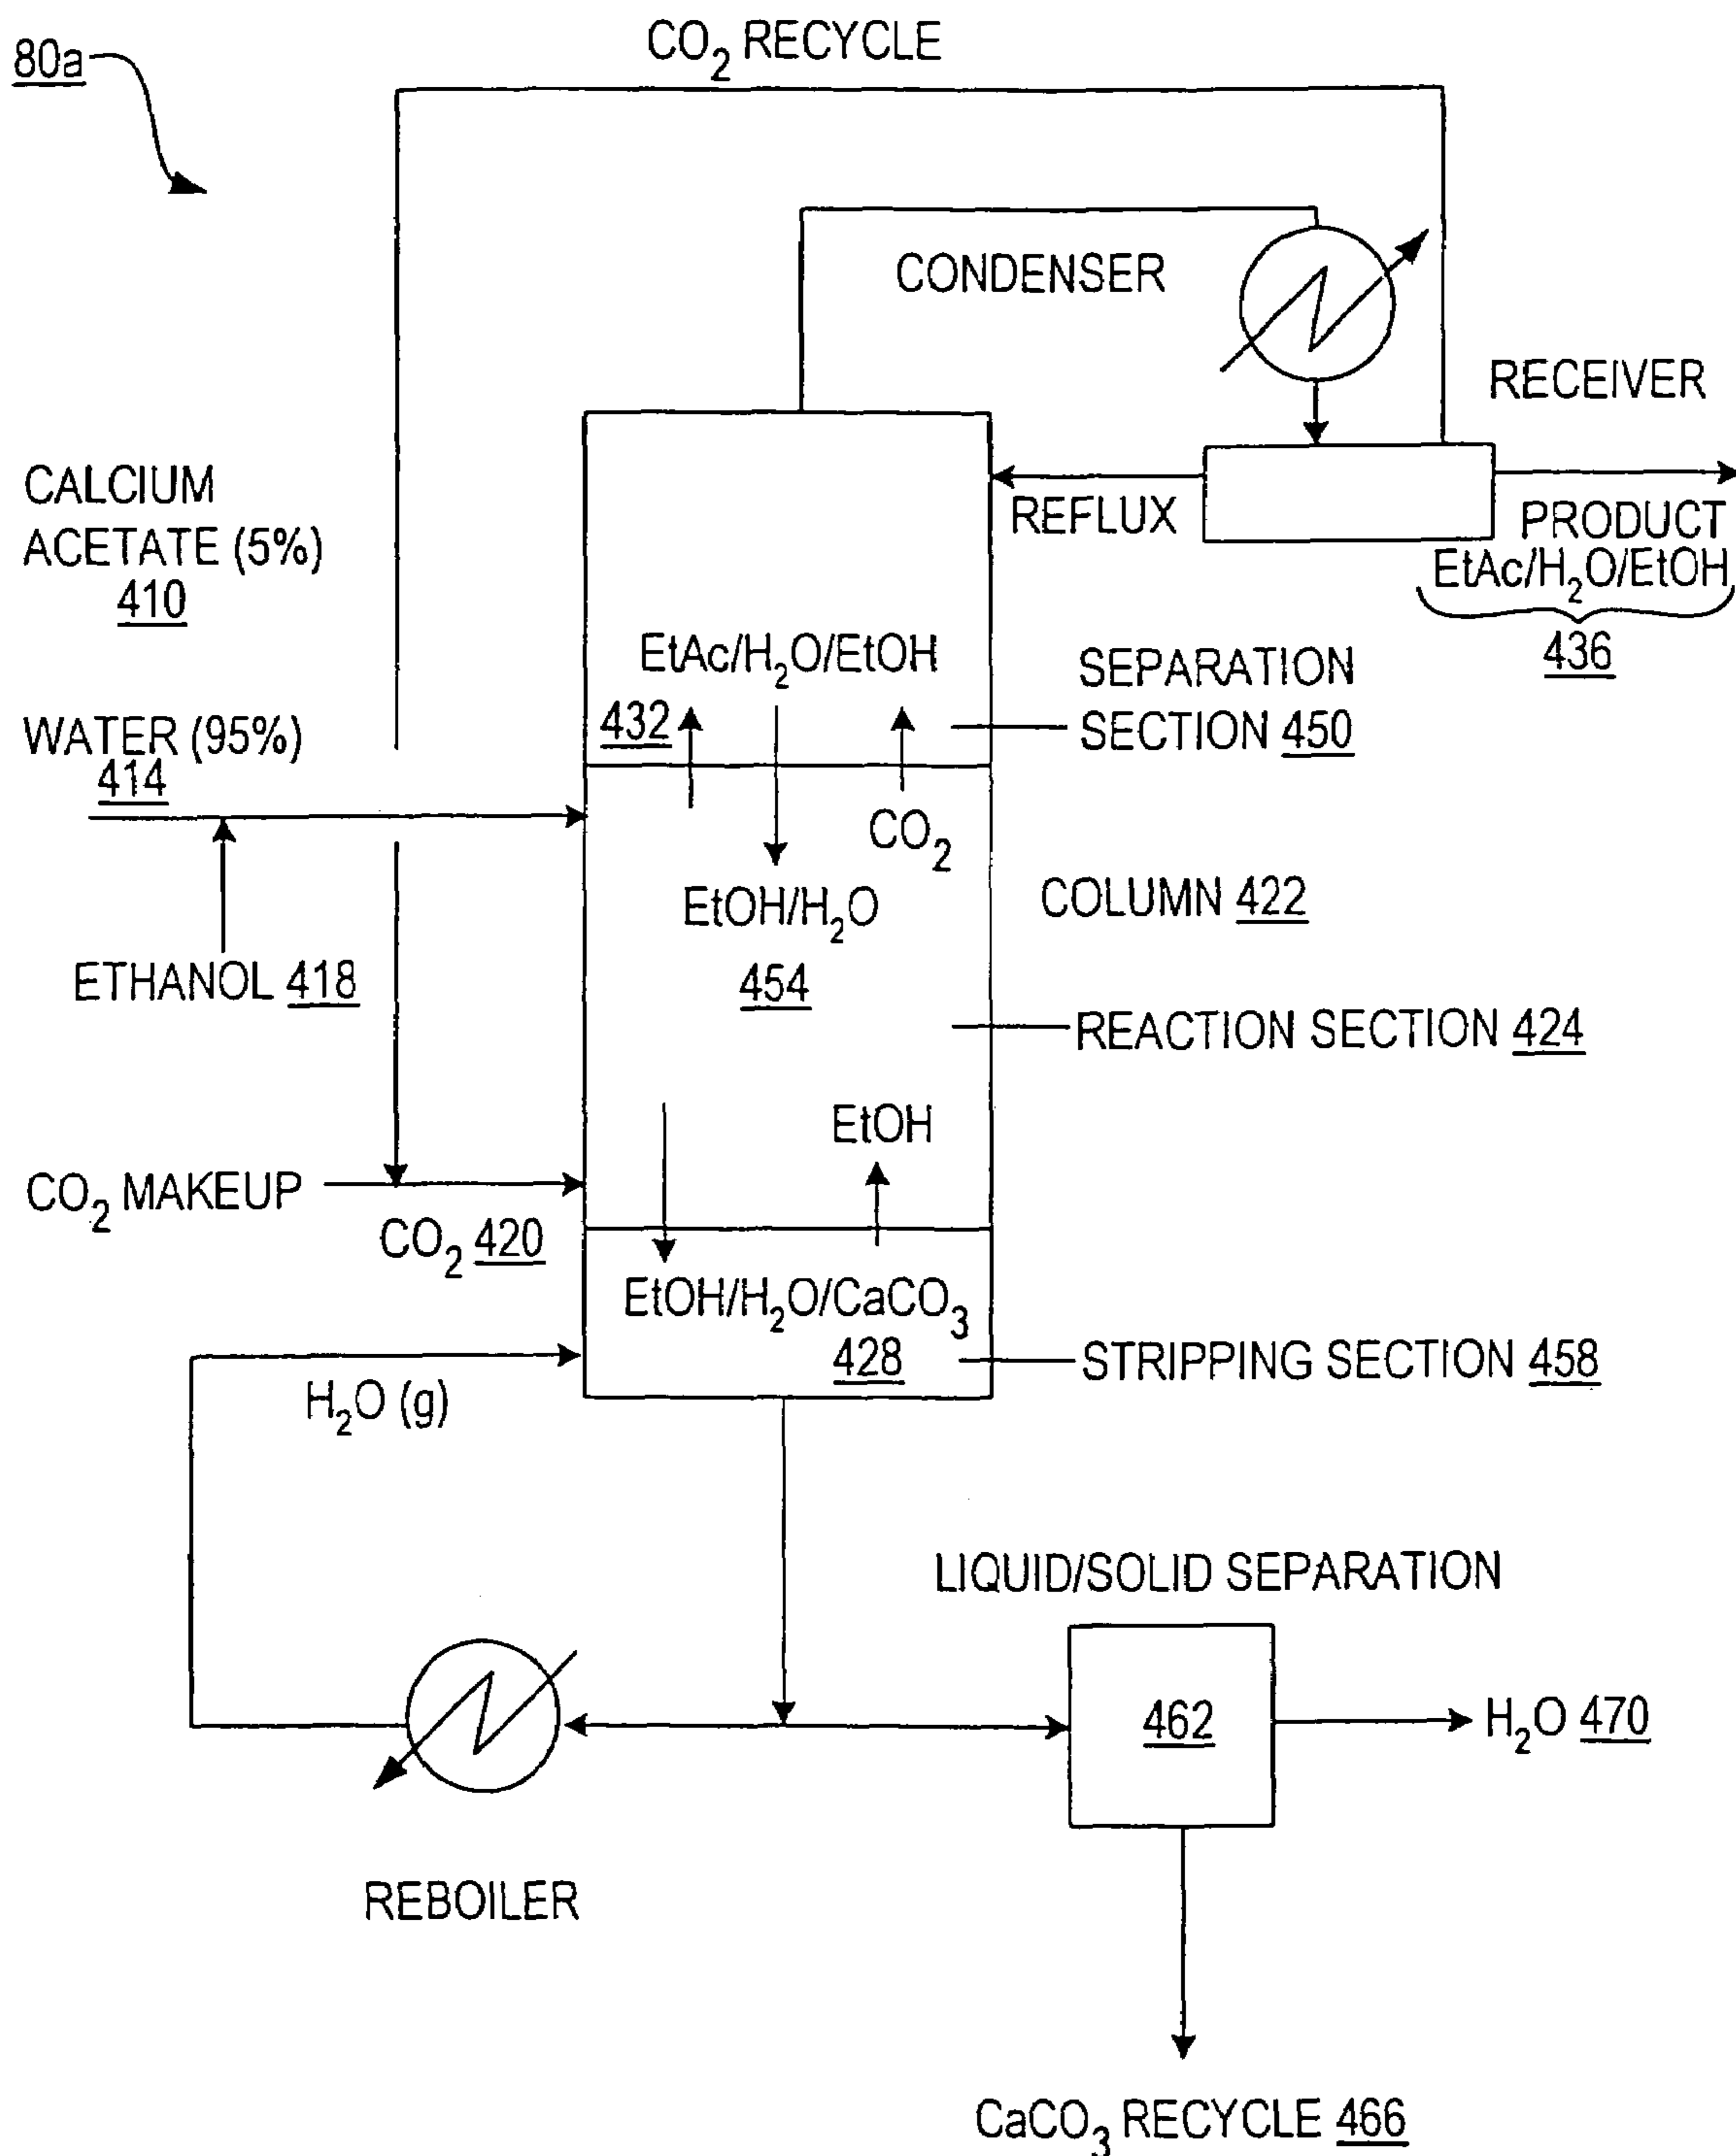 80a
CO₂ RECYCLE
CONDENSER
RECEIVER
CALCIUM
ACETATE (5%)
410
REFLUX
PRODUCT
EtAc/H₂O/EtOH
436
EtAc/H₂O/EtOH
432
SEPARATION
SECTION 450
WATER (95%)
414
CO₂
EtOH/H₂O
454
COLUMN 422
ETHANOL 418
REACTION SECTION 424
EtOH
CO₂ MAKEUP
CO₂ 420
EtOH/H₂O/CaCO₃
428
STRIPPING SECTION 458
H₂O (g)
LIQUID/SOLID SEPARATION
462
H₂O 470
REBOILER
CaCO₃ RECYCLE 466